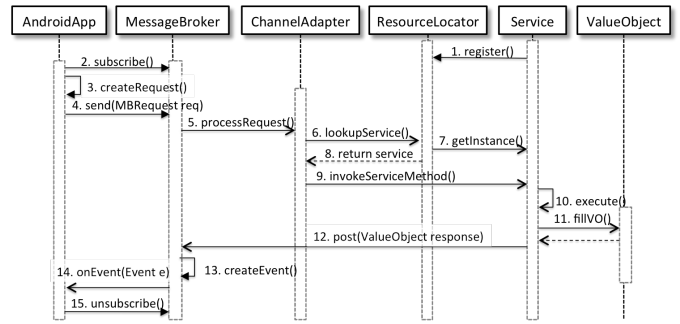 AndroidApp MessageBroker ChannelAdapter ResourceLocator Service ValueObject
1. register()
2. subscribe()
3. createRequest()
4. send(MBRequest req)
5. processRequest()
6. lookupService()
7. getInstance()
8. return service
9. invokeServiceMethod()
10. execute()
11. fillVO()
12. post(ValueObject response)
13. createEvent()
14. onEvent(Event e)
15. unsubscribe()